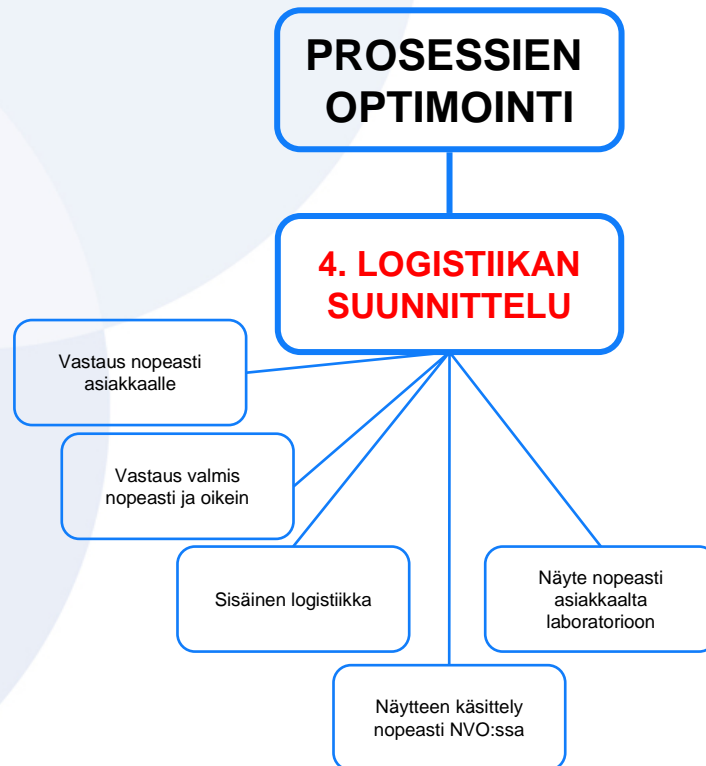 PROSESSIEN
OPTIMOINTI
4. LOGISTIIKAN
SUUNNITTELU
Vastaus nopeasti
asiakkaalle
Vastaus valmis
nopeasti ja oikein
Sisäinen logistiikka
Näyte nopeasti
asiakkaalta
laboratorioon
Näytteen käsittely
nopeasti NVO:ssa